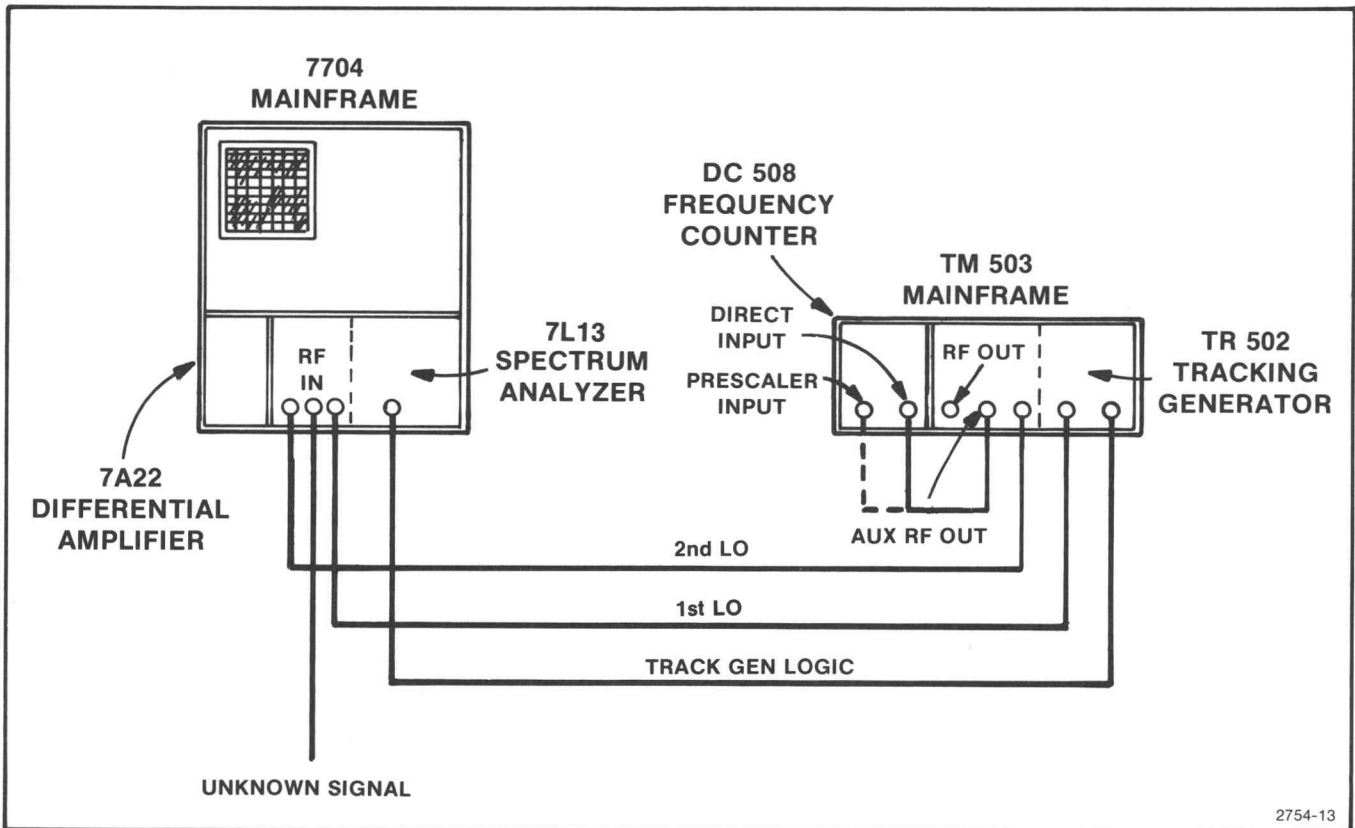 7704
MAINFRAME
DC 508
FREQUENCY
COUNTER
TM 503
MAINFRAME
DIRECT
INPUT
RF OUT
PRESCALER
INPUT
TR 502
TRACKING
GENERATOR
RF
IN
7L13
SPECTRUM
ANALYZER
7A22
DIFFERENTIAL
AMPLIFIER
AUX RF OUT
2nd LO
1st LO
TRACK GEN LOGIC
UNKNOWN SIGNAL
2754-13